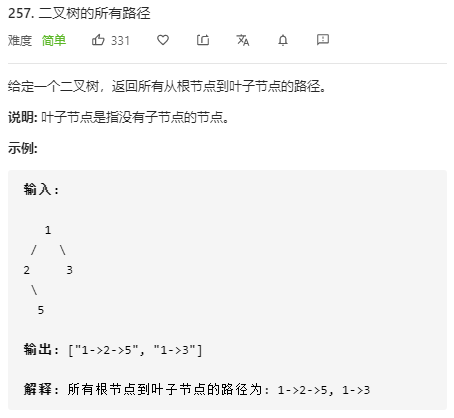 257. 二叉树的所有路径
难度 简单 331
给定一个二叉树，返回所有从根节点到叶子节点的路径。
说明: 叶子节点是指没有子节点的节点。
示例:
输入:
1
/ \
2 3
\
5
输出: ["1->2->5", "1->3"]
解释: 所有根节点到叶子节点的路径为: 1->2->5, 1->3